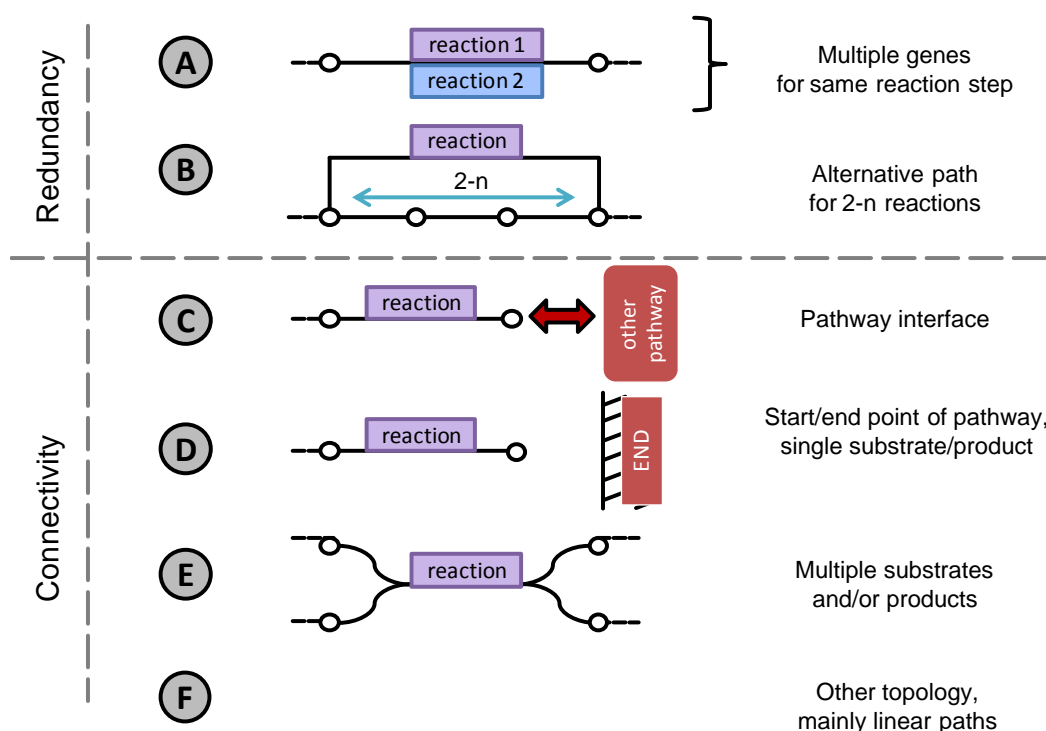 Redundancy
A
reaction 1
reaction 2
Multiple genes
for same reaction step
B
reaction
2-n
Alternative path
for 2-n reactions
Connectivity
C
reaction
other
pathway
Pathway interface
D
reaction
END
Start/end point of pathway,
single substrate/product
E
reaction
Multiple substrates
and/or products
F
Other topology,
mainly linear paths